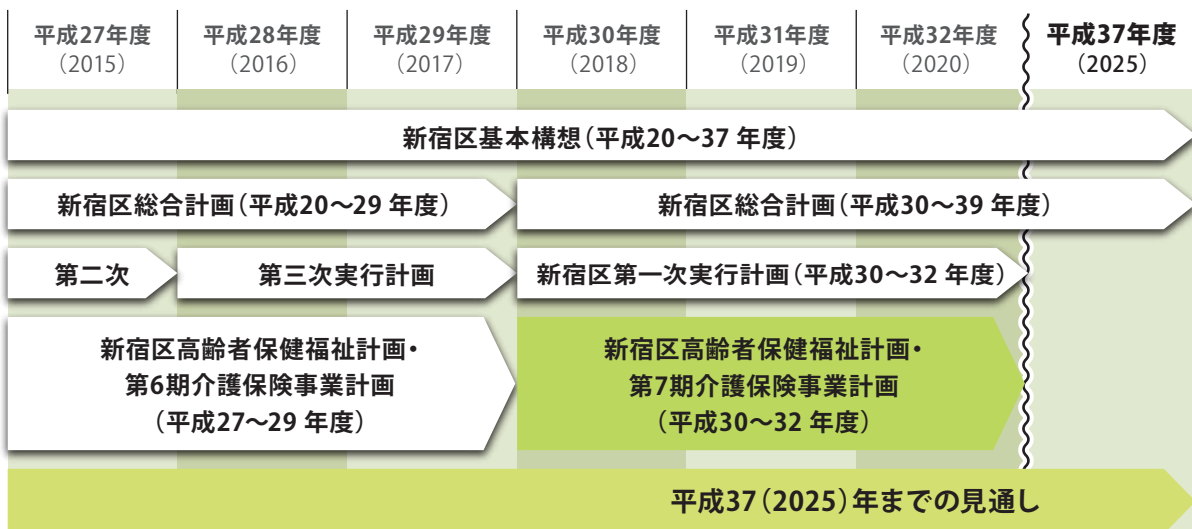 平成27年度
(2015)
平成28年度
(2016)
平成29年度
(2017)
平成30年度
(2018)
平成31年度
(2019)
平成32年度
(2020)
平成37年度
(2025)
新宿区基本構想（平成20～37 年度）
新宿区総合計画（平成20～29 年度）
新宿区総合計画（平成30～39 年度）
第二次
第三次実行計画
新宿区第一次実行計画（平成30～32 年度）
新宿区高齢者保健福祉計画・
第6期介護保険事業計画
（平成27～29 年度）
新宿区高齢者保健福祉計画・
第7期介護保険事業計画
（平成30～32 年度）
平成37（2025）年までの見通し